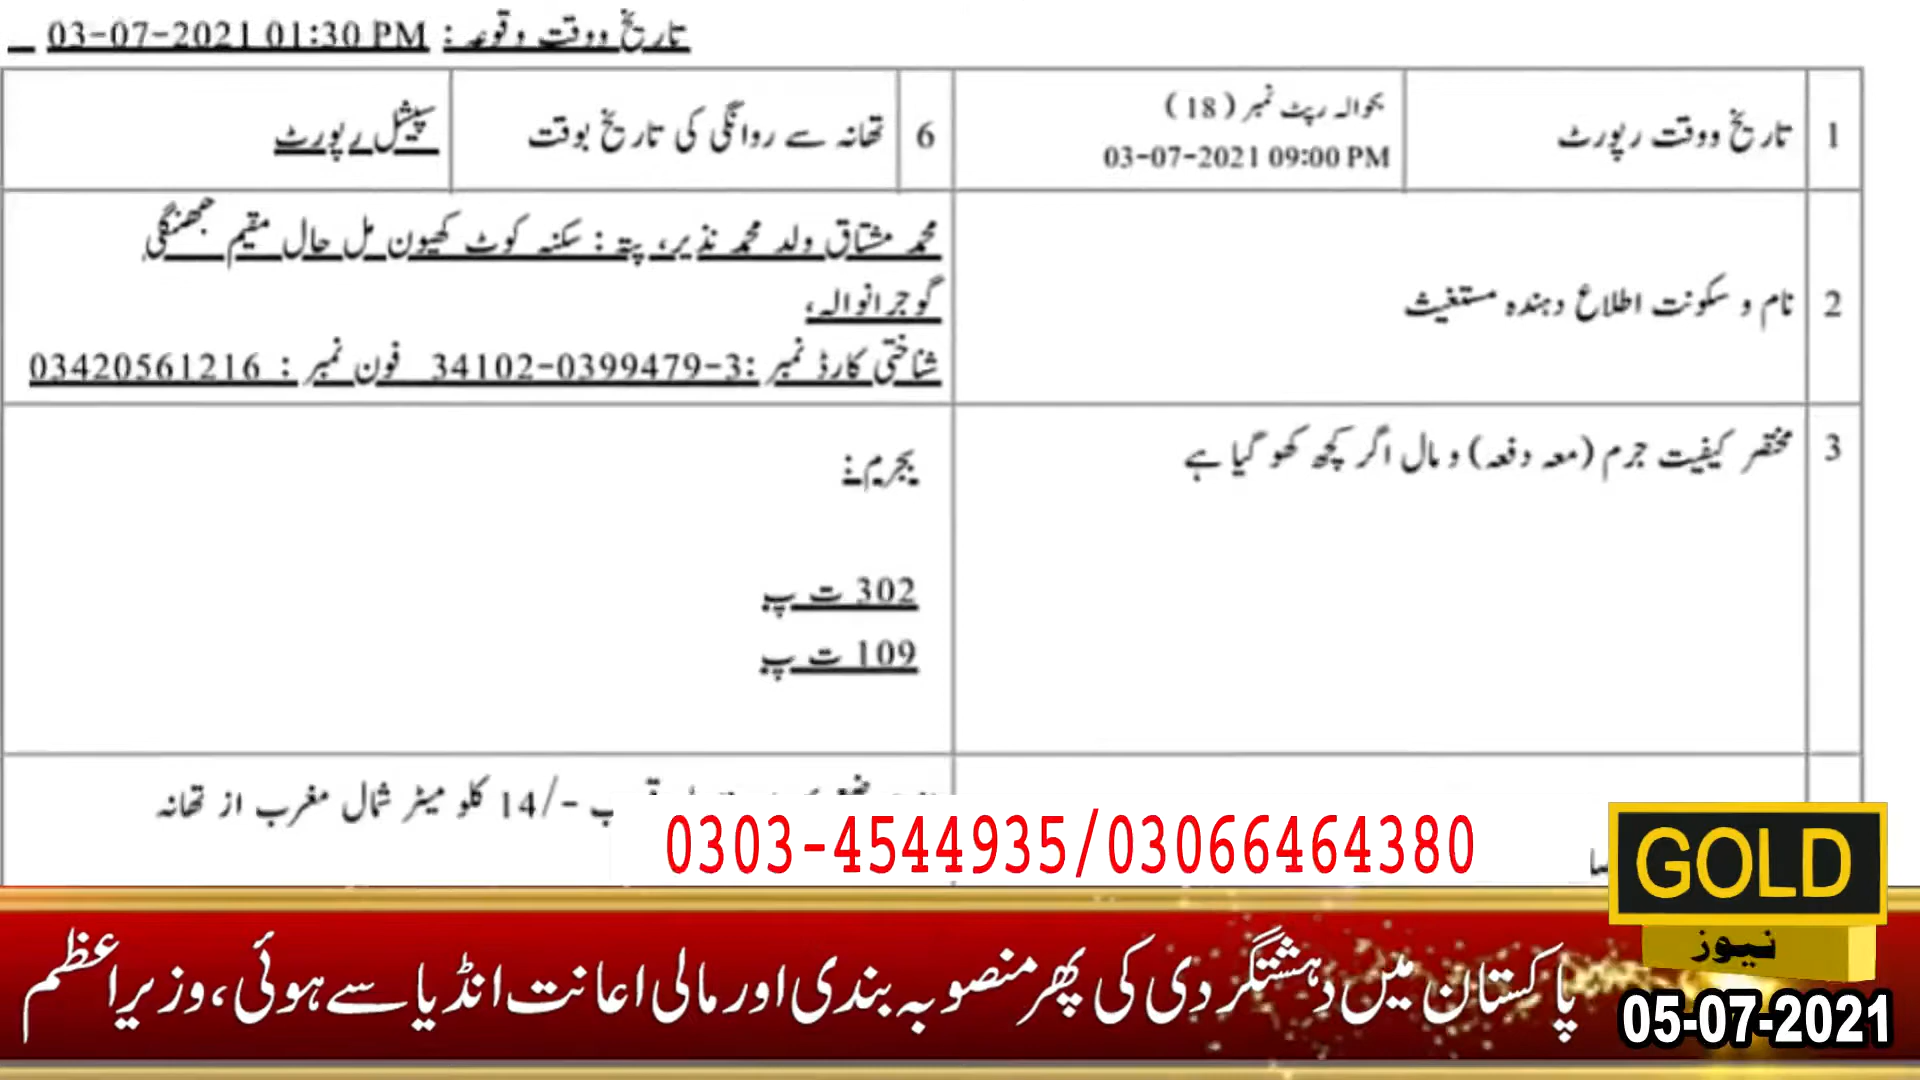 تاریخ ووقت وقوعہ : 03-07-2021 01:30 PM
1 تاریخ ووقت رپورٹ
بحوالہ رپٹ نمبر ( 18 )
03-07-2021 09:00 PM
6 تھانہ سے روانگی کی تاریخ بوقت
سپیشل رپورٹ
2 نام و سکونت اطلاع دہندہ مستغیث
محمد مشتاق ولد محمد نذیر، پتہ : سکنہ کوٹ کھیون مل حال مقیم جھنگی
گوجرانوالہ،
شناختی کارڈ نمبر :3-0399479-34102 فون نمبر : 03420561216
3 مختصر کیفیت جرم (معہ دفعہ) و مال اگر کچھ کھو گیا ہے
بجرم:
302 ت پ
109 ت پ
14/- کلو میٹر شمال مغرب از تھانہ
0303-4544935/03066464380
GOLD
نیوز
پاکستان میں دہشتگردی کی پھر منصوبہ بندی اور مالی اعانت انڈیا سے ہوئی، وزیراعظم
05-07-2021